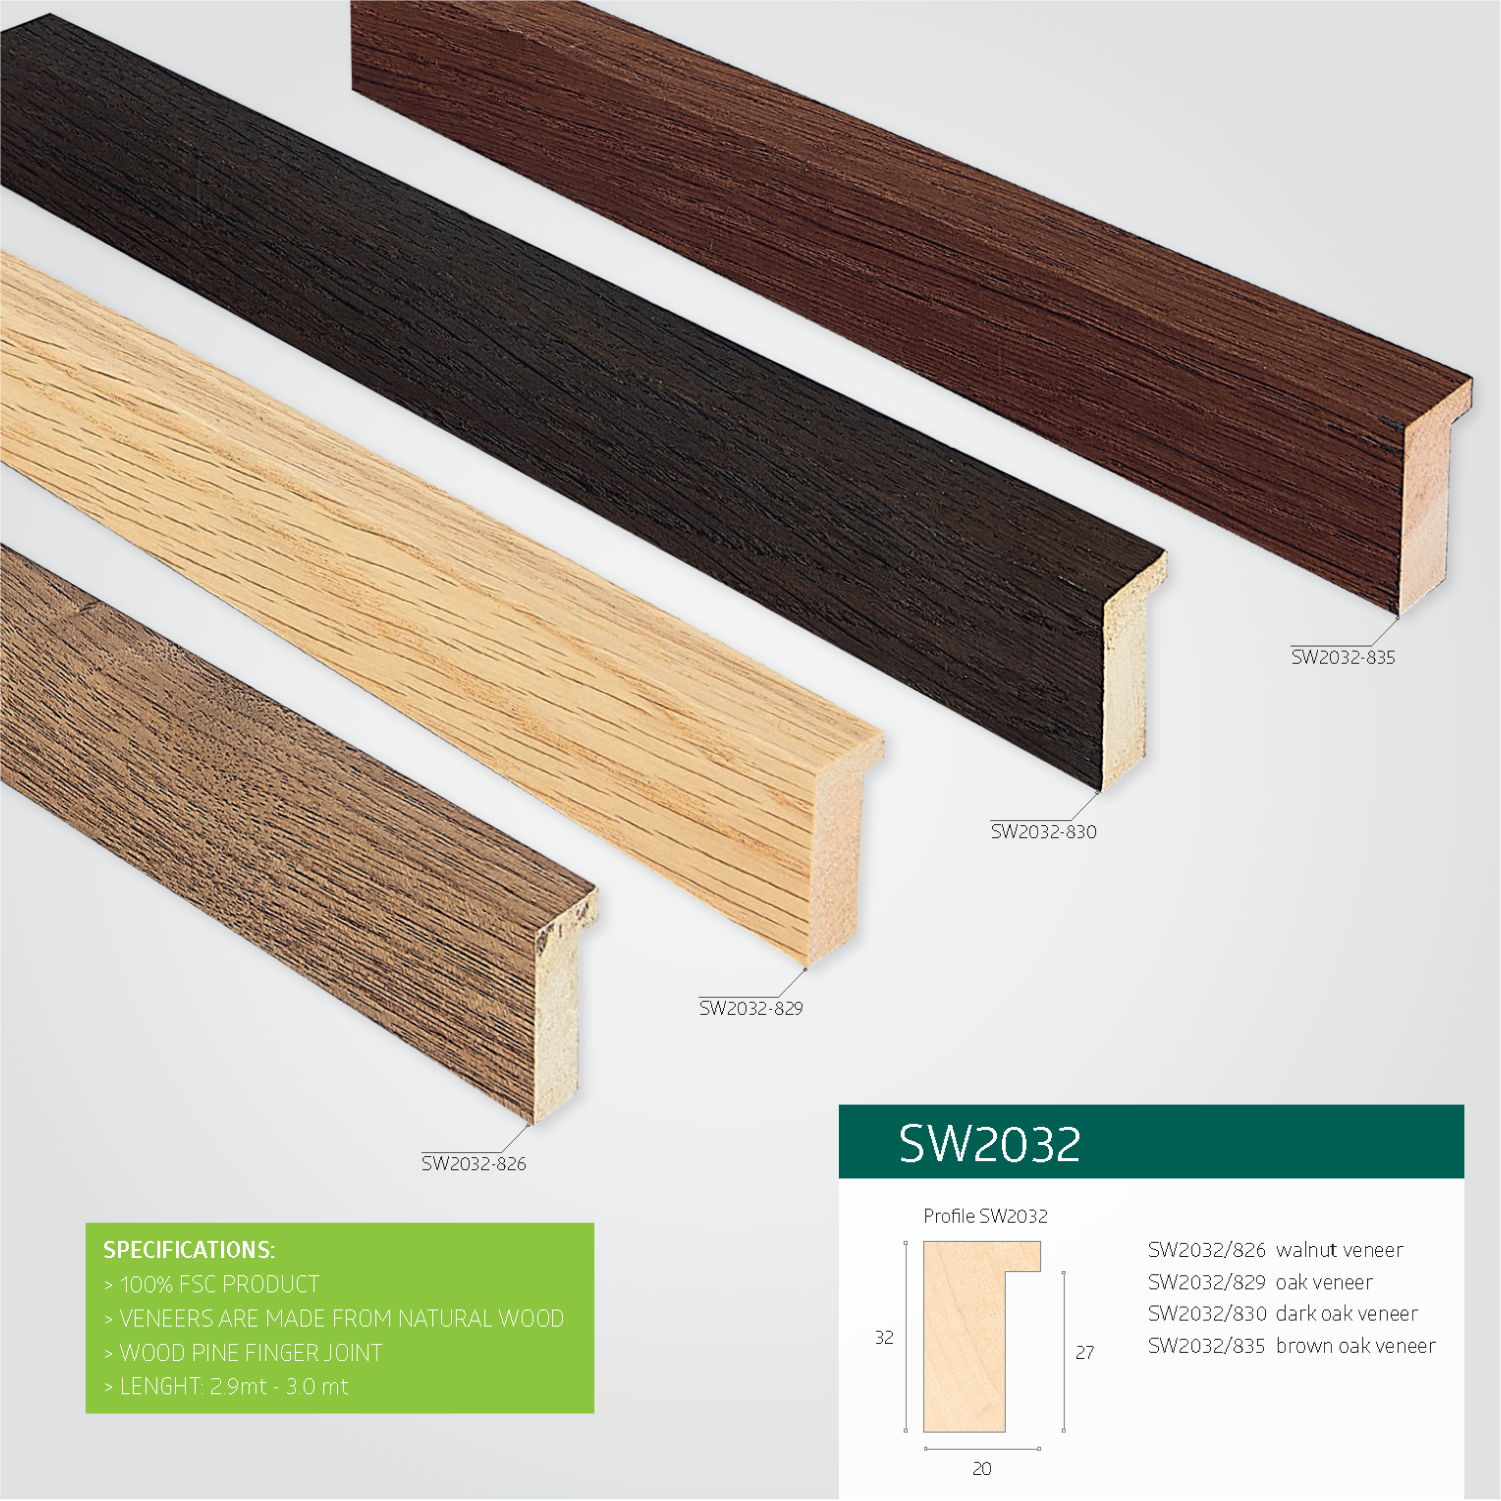 SW2032-835
SW2032-830
SW2032-829
SW2032-826
SPECIFICATIONS:
> 100% FSC PRODUCT
> VENEERS ARE MADE FROM NATURAL WOOD
> WOOD PINE FINGER JOINT
> LENGHT: 2.9mt - 3.0 mt
SW2032
Profile SW2032
32
27
20
SW2032/826 walnut veneer
SW2032/829 oak veneer
SW2032/830 dark oak veneer
SW2032/835 brown oak veneer